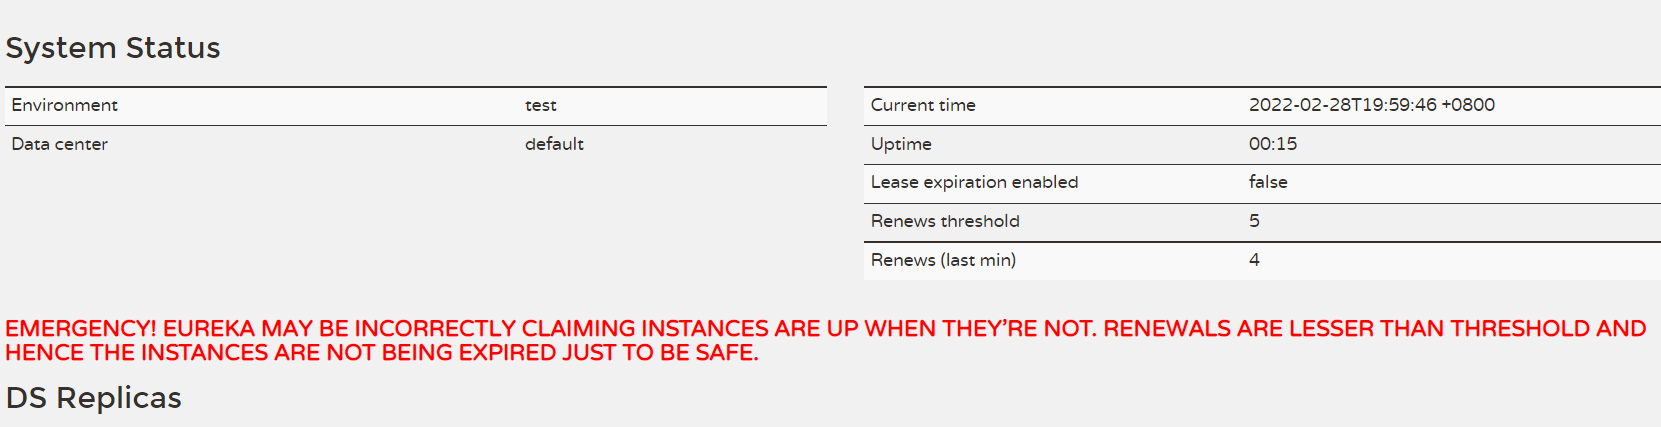 System Status
Environment test
Data center default
Current time 2022-02-28T19:59:46 +0800
Uptime 00:15
Lease expiration enabled false
Renews threshold 5
Renews (last min) 4
EMERGENCY! EUREKA MAY BE INCORRECTLY CLAIMING INSTANCES ARE UP WHEN THEY'RE NOT. RENEWALS ARE LESSER THAN THRESHOLD AND
HENCE THE INSTANCES ARE NOT BEING EXPIRED JUST TO BE SAFE.
DS Replicas